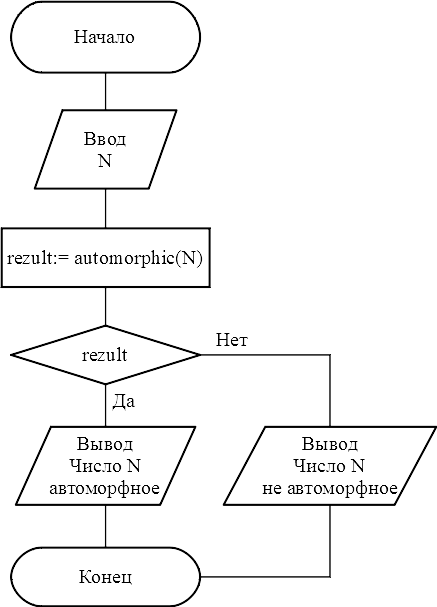 Начало
Ввод
N
rezult:= automorphic(N)
rezult
Нет
Да
Вывод
Число N
автоморфное
Вывод
Число N
не автоморфное
Конец